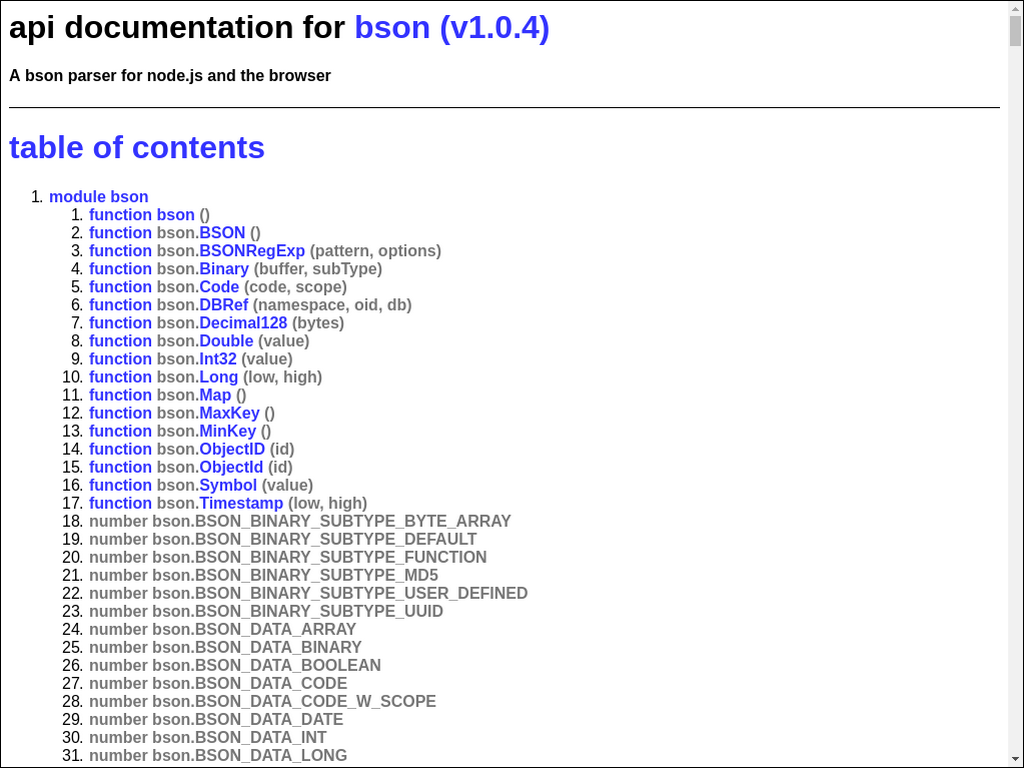 api documentation for bson (v1.0.4)
A bson parser for node.js and the browser
table of contents
1. module bson
1. function bson ()
2. function bson.BSON ()
3. function bson.BSONRegExp (pattern, options)
4. function bson.Binary (buffer, subType)
5. function bson.Code (code, scope)
6. function bson.DBRef (namespace, oid, db)
7. function bson.Decimal128 (bytes)
8. function bson.Double (value)
9. function bson.Int32 (value)
10. function bson.Long (low, high)
11. function bson.Map ()
12. function bson.MaxKey ()
13. function bson.MinKey ()
14. function bson.ObjectID (id)
15. function bson.ObjectId (id)
16. function bson.Symbol (value)
17. function bson.Timestamp (low, high)
18. number bson.BSON_BINARY_SUBTYPE_BYTE_ARRAY
19. number bson.BSON_BINARY_SUBTYPE_DEFAULT
20. number bson.BSON_BINARY_SUBTYPE_FUNCTION
21. number bson.BSON_BINARY_SUBTYPE_MD5
22. number bson.BSON_BINARY_SUBTYPE_USER_DEFINED
23. number bson.BSON_BINARY_SUBTYPE_UUID
24. number bson.BSON_DATA_ARRAY
25. number bson.BSON_DATA_BINARY
26. number bson.BSON_DATA_BOOLEAN
27. number bson.BSON_DATA_CODE
28. number bson.BSON_DATA_CODE_W_SCOPE
29. number bson.BSON_DATA_DATE
30. number bson.BSON_DATA_INT
31. number bson.BSON_DATA_LONG